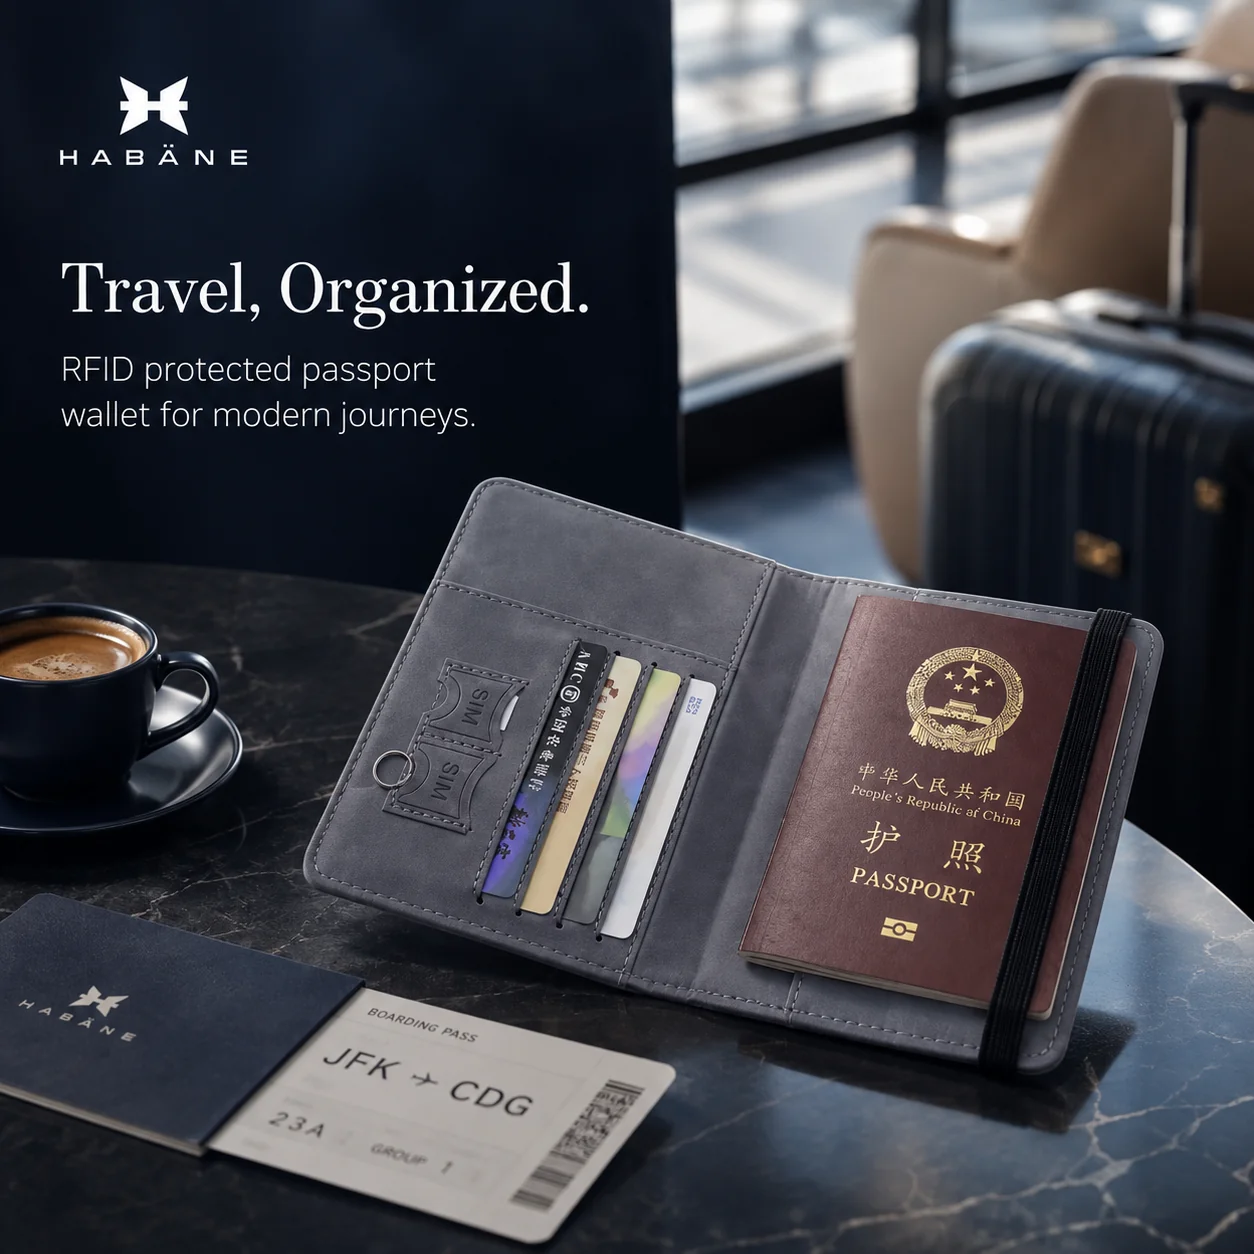 HABÄNE
Travel, Organized.
RFID protected passport
wallet for modern journeys.
SIM
SIM
中华人民共和国
People's Republic of China
护照
PASSPORT
HABÄNE
BOARDING PASS
JFK CDG
23A
GROUP 1